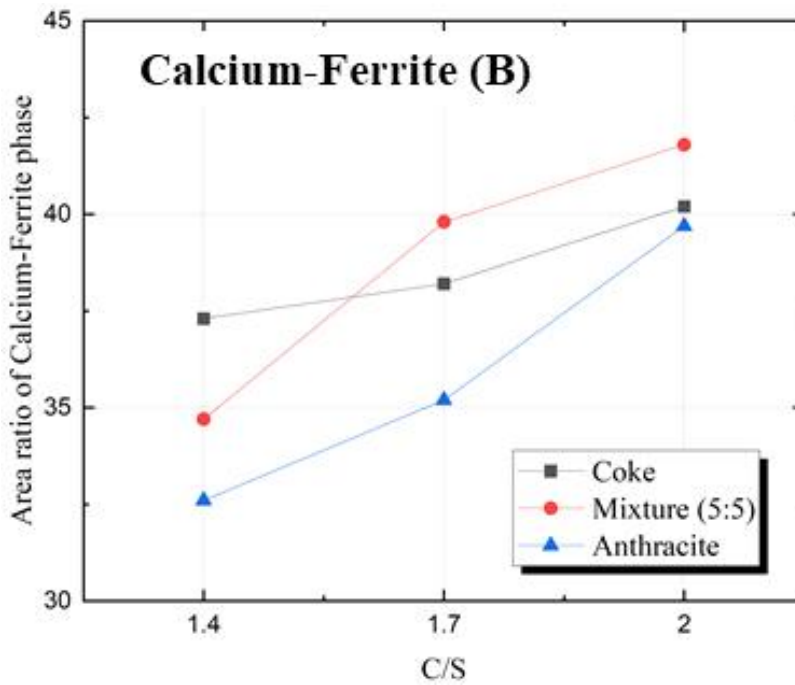 Calcium-Ferrite (B)
Area ratio of Calcium-Ferrite phase
45
40
35
30
Coke
Mixture (5:5)
Anthracite
1.4
1.7
2
C/S